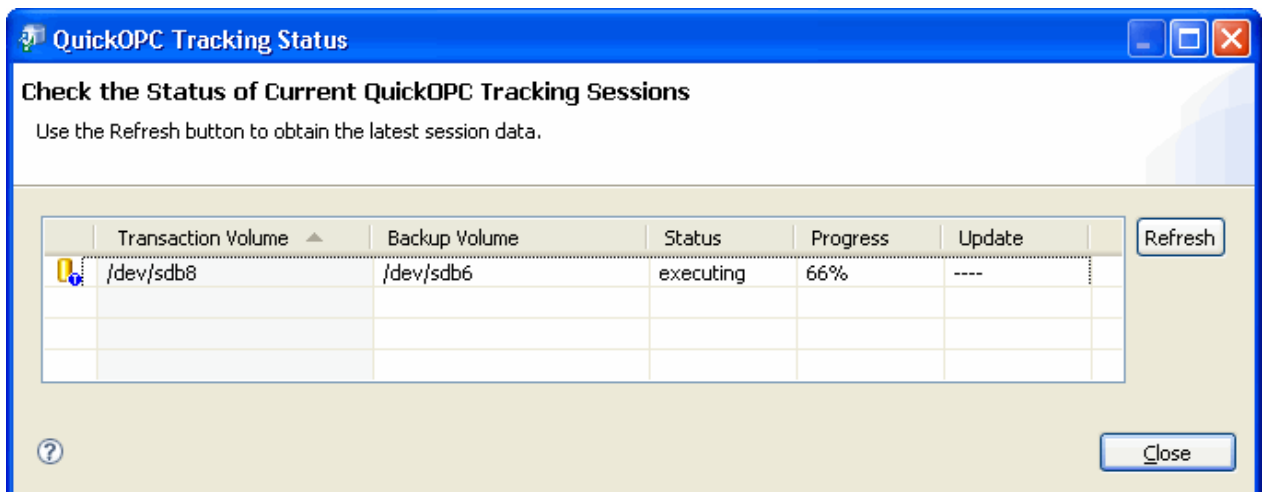 QuickOPC Tracking Status
Check the Status of Current QuickOPC Tracking Sessions
Use the Refresh button to obtain the latest session data.
Transaction Volume Backup Volume Status Progress Update Refresh
/dev/sdb8 /dev/sdb6 executing 66% ----
? Close